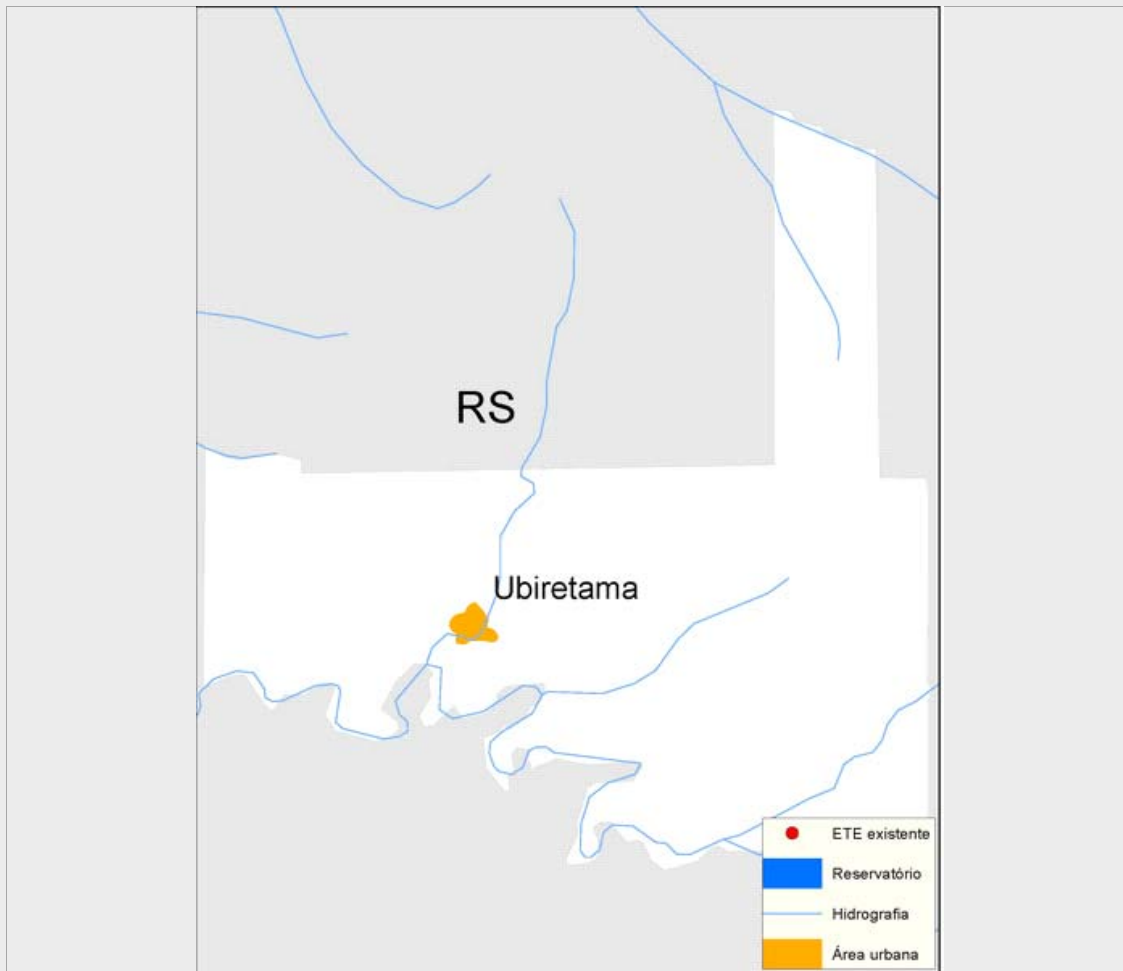 RS
Ubiretama
ETE existente
Reservatório
Hidrografia
Área urbana